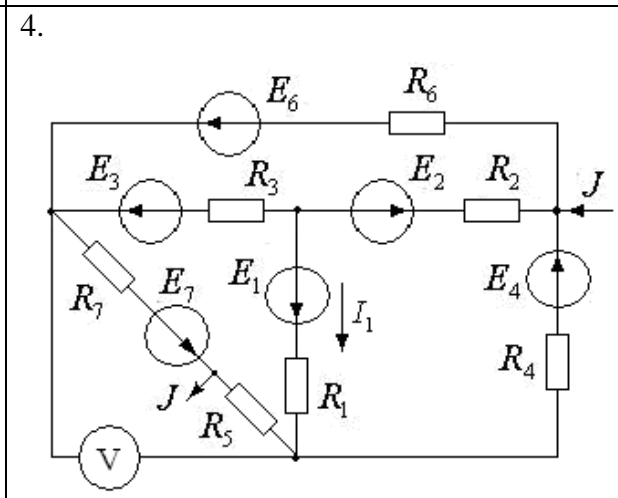 4.
E₆
R₆
E₃
R₃
E₂
R₂
J
R₇
E₇
E₁
I₁
E₄
J
R₅
R₁
R₄
V